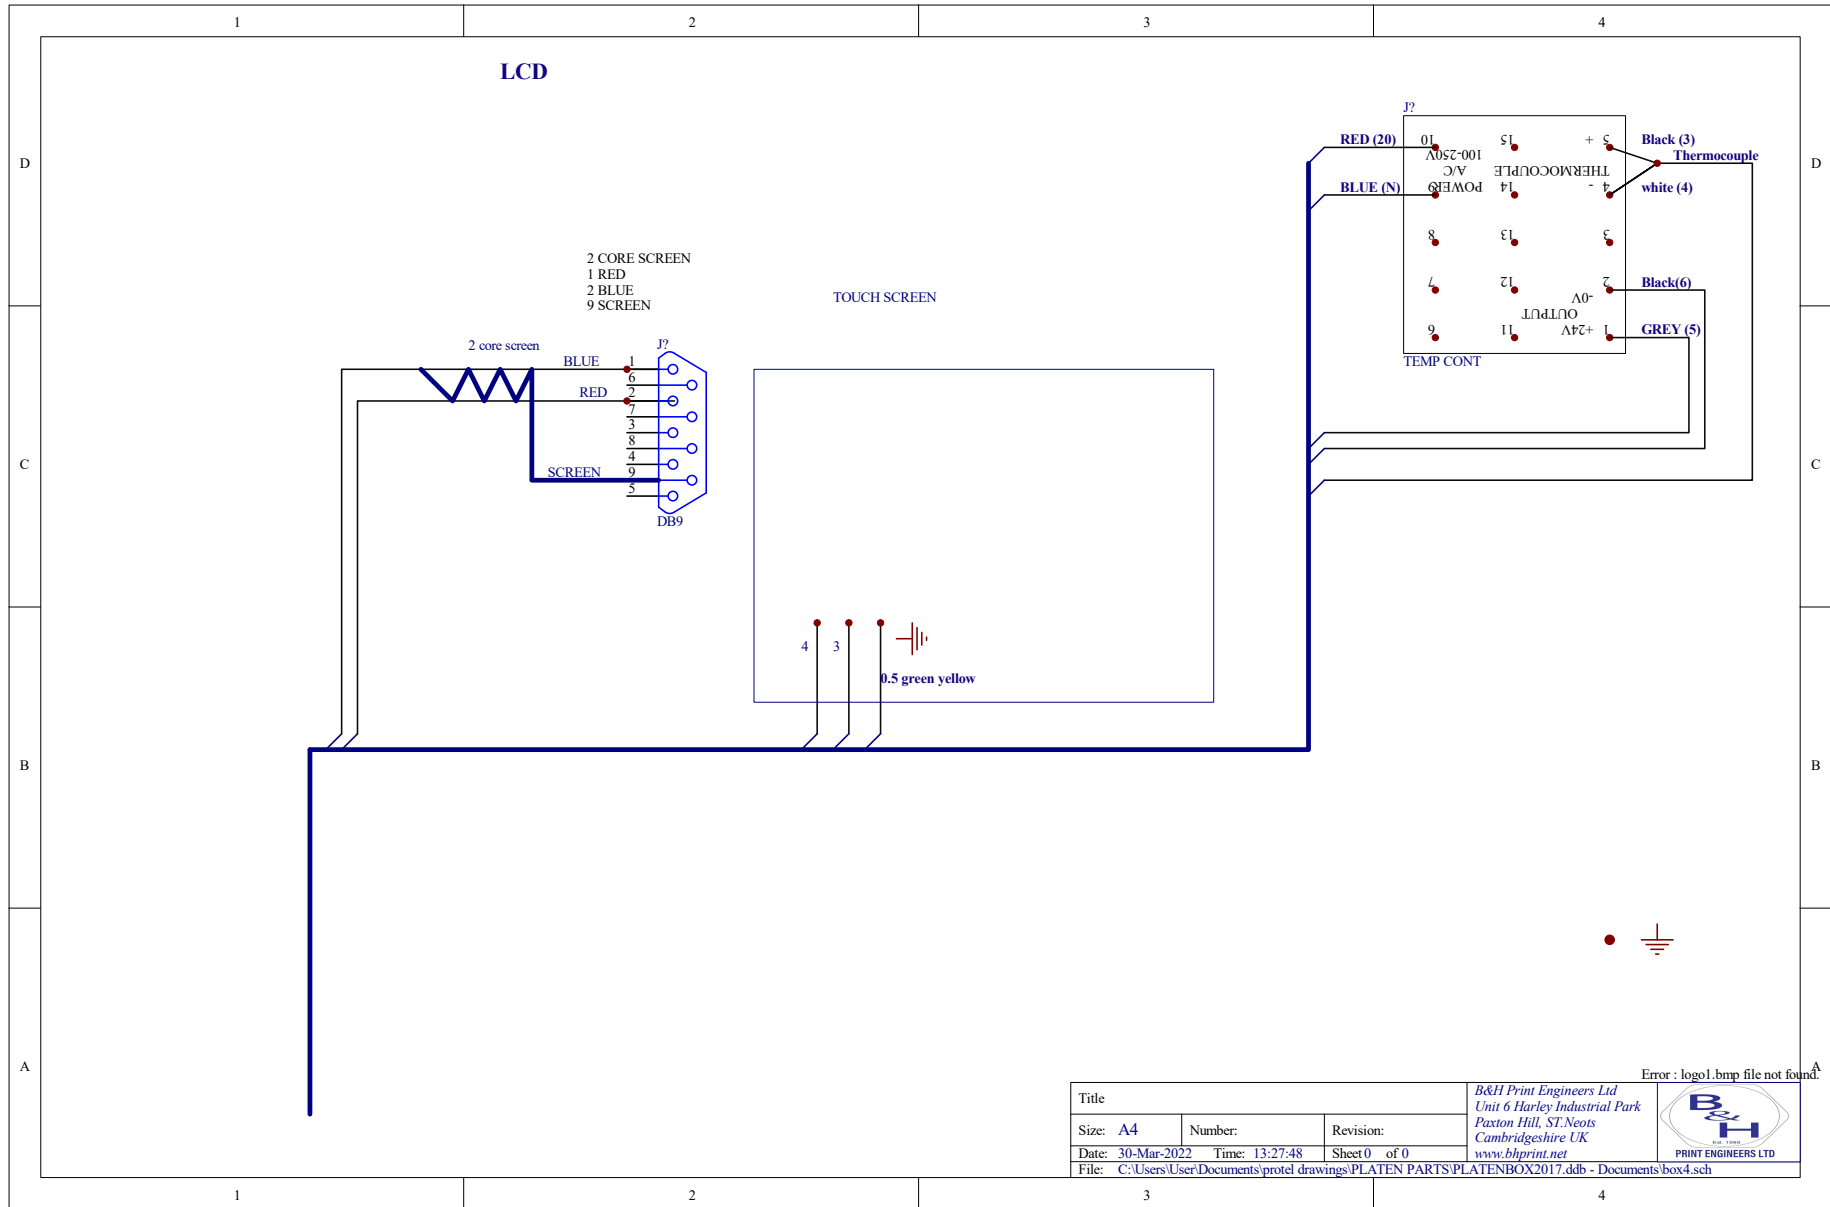 1 2 3 4
LCD
D D
J?
RED (20)
BLUE (N)
10 15 + 5
100-250V
A/C THERMOCOUPLE
POWER
9 14 - 4
8 13 3
7 12 2
-0V
OUTPUT
6 11 +24V 1
Black (3)
Thermocouple
white (4)
Black(6)
GREY (5)
TEMP CONT
2 CORE SCREEN
1 RED
2 BLUE
9 SCREEN
TOUCH SCREEN
2 core screen
J?
BLUE 1
6
RED 2
7
3
8
4
SCREEN 9
5
DB9
C C
4 3
0.5 green yellow
B B
A A
Error : logo1.bmp file not found.
Title
Size: A4 Number: Revision:
Date: 30-Mar-2022 Time: 13:27:48 Sheet 0 of 0
File: C:\Users\User\Documents\protel drawings\PLATEN PARTS\PLATENBOX2017.ddb - Documents\box4.sch
B&H Print Engineers Ltd
Unit 6 Harley Industrial Park
Paxton Hill, ST.Neots
Cambridgeshire UK
www.bhprint.net
B&H
PRINT ENGINEERS LTD
1 2 3 4